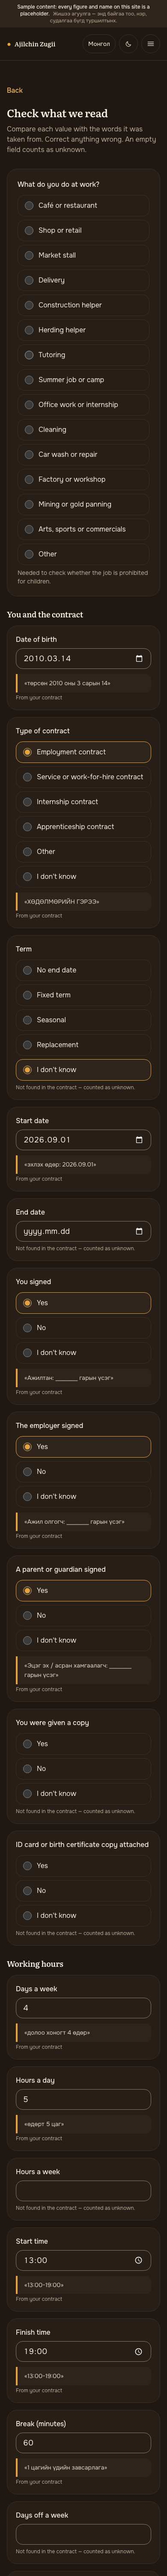 Sample content: every figure and name on this site is a
placeholder. Жишээ агуулга — энд байгаа тоо, нэр,
судалгаа бүгд туршилтынх.
Ajilchin Zugii
Монгол
Back
Check what we read
Compare each value with the words it was
taken from. Correct anything wrong. An empty
field counts as unknown.
What do you do at work?
Café or restaurant
Shop or retail
Market stall
Delivery
Construction helper
Herding helper
Tutoring
Summer job or camp
Office work or internship
Cleaning
Car wash or repair
Factory or workshop
Mining or gold panning
Arts, sports or commercials
Other
Needed to check whether the job is prohibited
for children.
You and the contract
Date of birth
2010.03.14
«төрсөн 2010 оны 3 сарын 14»
From your contract
Type of contract
Employment contract
Service or work-for-hire contract
Internship contract
Apprenticeship contract
Other
I don't know
«ХӨДӨЛМӨРИЙН ГЭРЭЭ»
From your contract
Term
No end date
Fixed term
Seasonal
Replacement
I don't know
Not found in the contract — counted as unknown.
Start date
2026.09.01
«эхлэх өдөр: 2026.09.01»
From your contract
End date
yyyy.mm.dd
Not found in the contract — counted as unknown.
You signed
Yes
No
I don't know
«Ажилтан: ________ гарын үсэг»
From your contract
The employer signed
Yes
No
I don't know
«Ажил олгогч: ________ гарын үсэг»
From your contract
A parent or guardian signed
Yes
No
I don't know
«Эцэг эх / асран хамгаалагч: ________
гарын үсэг»
From your contract
You were given a copy
Yes
No
I don't know
Not found in the contract — counted as unknown.
ID card or birth certificate copy attached
Yes
No
I don't know
Not found in the contract — counted as unknown.
Working hours
Days a week
4
«долоо хоногт 4 өдөр»
From your contract
Hours a day
5
«өдөрт 5 цаг»
From your contract
Hours a week
Not found in the contract — counted as unknown.
Start time
13:00
«13:00-19:00»
From your contract
Finish time
19:00
«13:00-19:00»
From your contract
Break (minutes)
60
«1 цагийн үдийн завсарлага»
From your contract
Days off a week
Not found in the contract — counted as unknown.